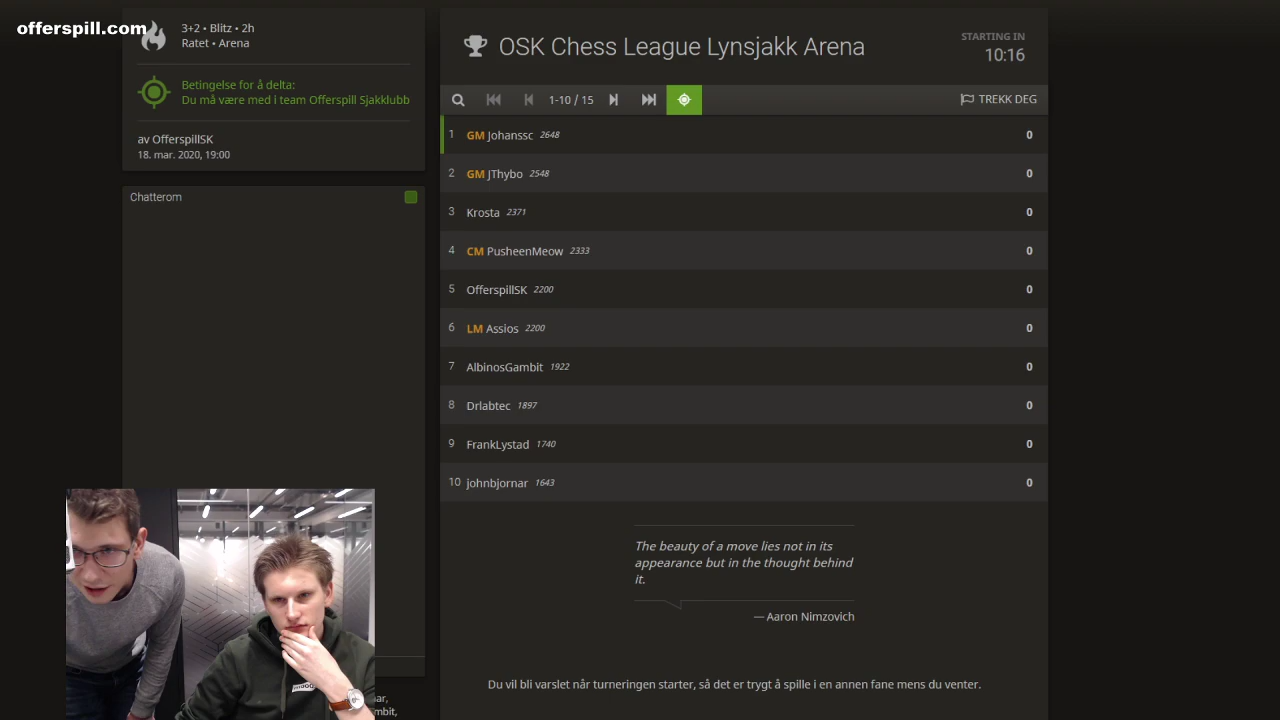 offerspill.com
3+2 • Blitz • 2h
Ratet • Arena
Betingelse for å delta:
Du må være med i team Offerspill Sjakklubb
av OfferspillSK
18. mar. 2020, 19:00
Chatterom
OSK Chess League Lynsjakk Arena
STARTING IN
10:16
1-10 / 15
TREKK DEG
1 GM Johanssc 2648 0
2 GM JThybo 2548 0
3 Krosta 2371 0
4 CM PusheenMeow 2333 0
5 OfferspillSK 2200 0
6 LM Assios 2200 0
7 AlbinosGambit 1922 0
8 Drlabtec 1897 0
9 FrankLystad 1740 0
10 johnbjornar 1643 0
The beauty of a move lies not in its
appearance but in the thought behind
it.
— Aaron Nimzovich
Du vil bli varslet når turneringen starter, så det er trygt å spille i en annen fane mens du venter.